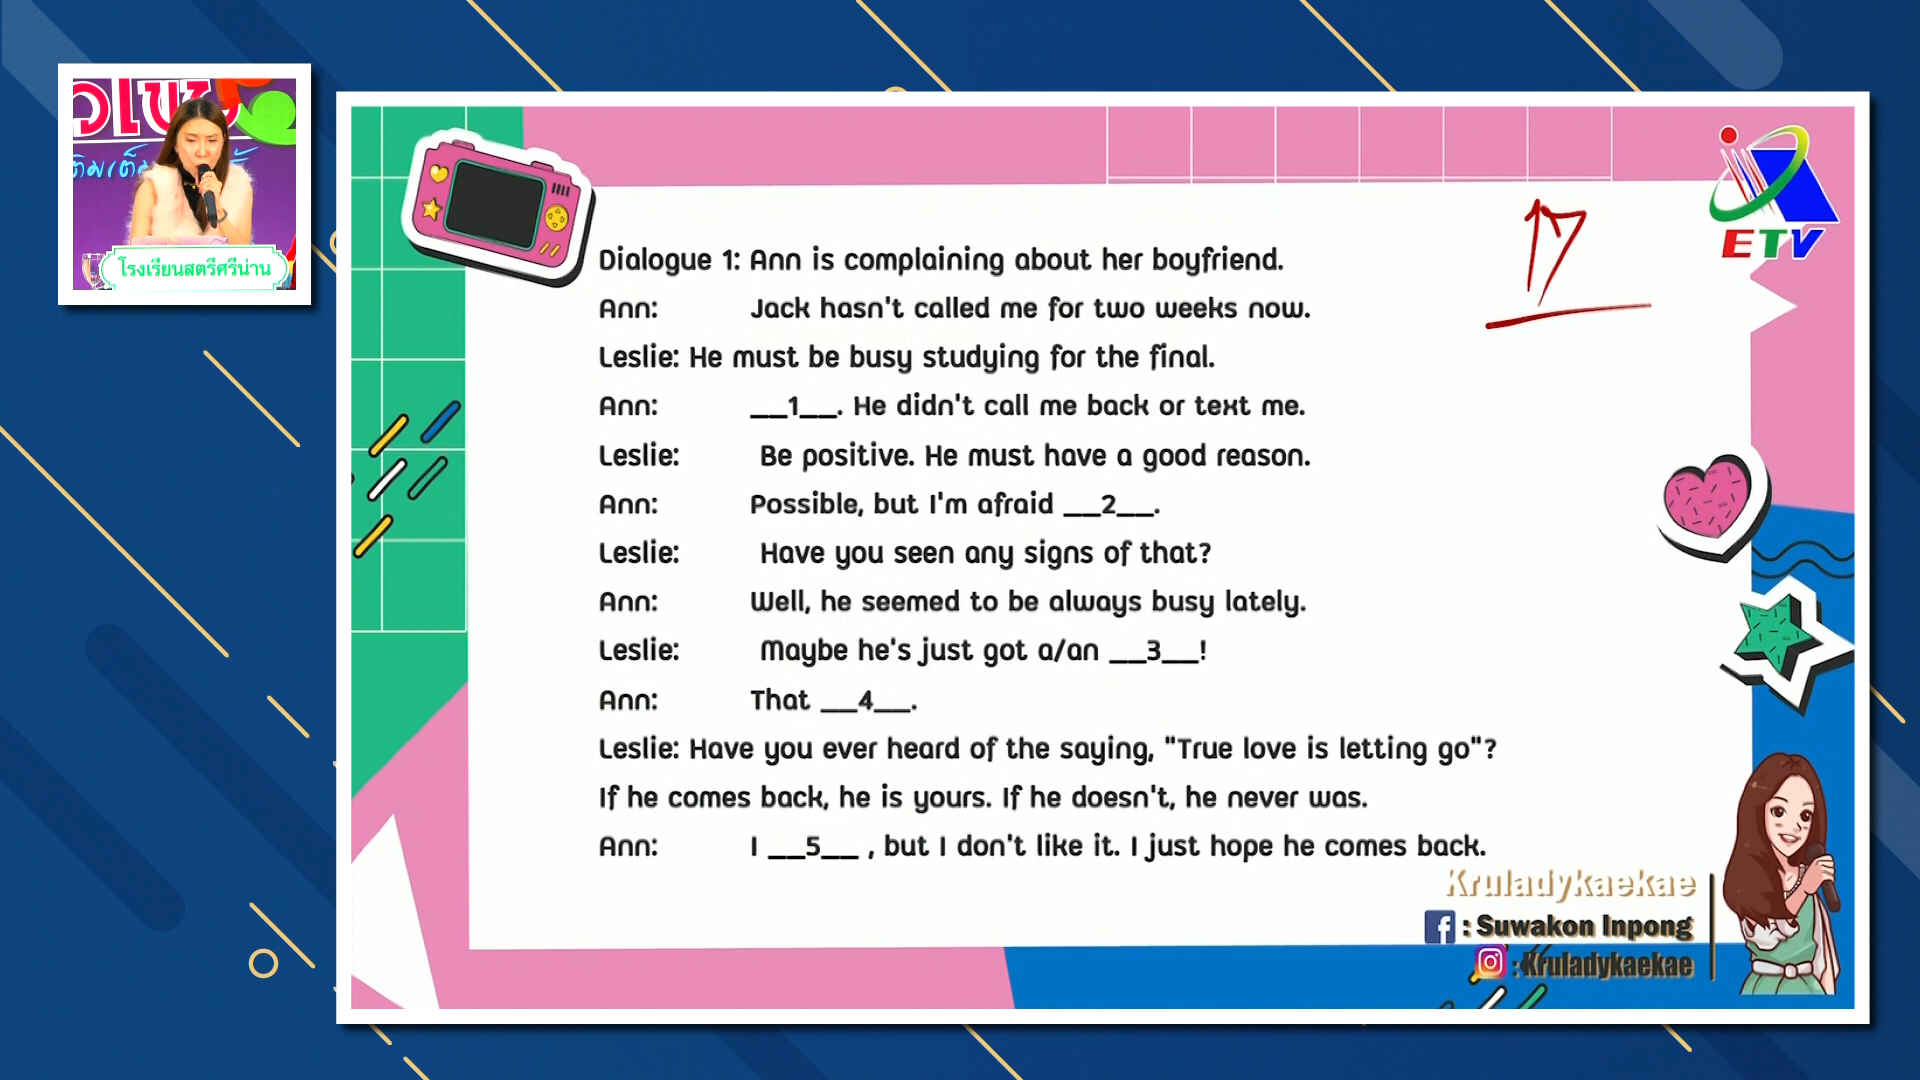 โรงเรียนสตรีศรีน่าน
17
ETV
Dialogue 1: Ann is complaining about her boyfriend.
Ann: Jack hasn't called me for two weeks now.
Leslie: He must be busy studying for the final.
Ann: __1__. He didn't call me back or text me.
Leslie: Be positive. He must have a good reason.
Ann: Possible, but I'm afraid __2__.
Leslie: Have you seen any signs of that?
Ann: Well, he seemed to be always busy lately.
Leslie: Maybe he's just got a/an __3__!
Ann: That __4__.
Leslie: Have you ever heard of the saying, "True love is letting go"?
If he comes back, he is yours. If he doesn't, he never was.
Ann: I __5__ , but I don't like it. I just hope he comes back.
Kruladykaekae
: Suwakon Inpong
: Kruladykaekae